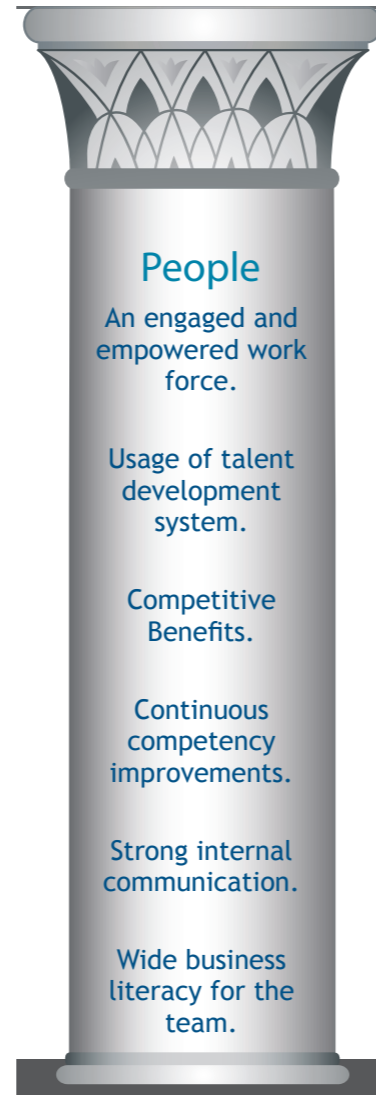 People
An engaged and
empowered work
force.
Usage of talent
development
system.
Competitive
Benefits.
Continuous
competency
improvements.
Strong internal
communication.
Wide business
literacy for the
team.